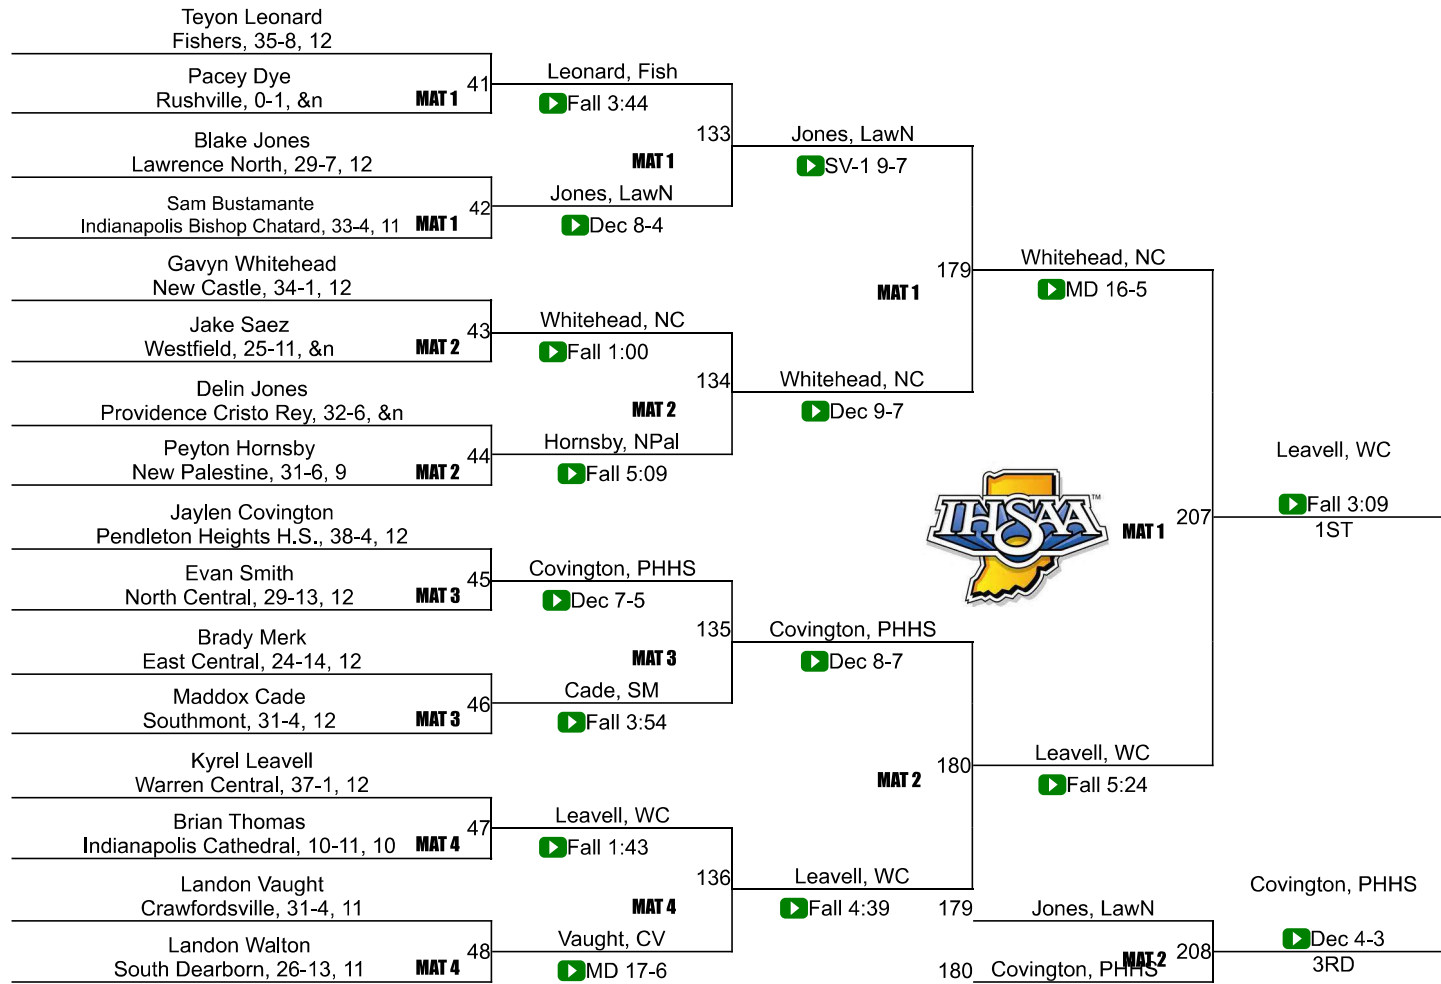 Teyon Leonard
Fishers, 35-8, 12
Pacey Dye
Rushville, 0-1, &n
MAT 1
41
Leonard, Fish
Fall 3:44
Blake Jones
Lawrence North, 29-7, 12
Sam Bustamante
Indianapolis Bishop Chatard, 33-4, 11
MAT 1
42
Jones, LawN
Dec 8-4
133
MAT 1
Jones, LawN
SV-1 9-7
Gavyn Whitehead
New Castle, 34-1, 12
Jake Saez
Westfield, 25-11, &n
MAT 2
43
Whitehead, NC
Fall 1:00
Delin Jones
Providence Cristo Rey, 32-6, &n
Peyton Hornsby
New Palestine, 31-6, 9
MAT 2
44
Hornsby, NPal
Fall 5:09
134
MAT 2
Whitehead, NC
Dec 9-7
179
MAT 1
Whitehead, NC
MD 16-5
Jaylen Covington
Pendleton Heights H.S., 38-4, 12
Evan Smith
North Central, 29-13, 12
MAT 3
45
Covington, PHHS
Dec 7-5
Brady Merk
East Central, 24-14, 12
Maddox Cade
Southmont, 31-4, 12
MAT 3
46
Cade, SM
Fall 3:54
135
MAT 3
Covington, PHHS
Dec 8-7
Kyrel Leavell
Warren Central, 37-1, 12
Brian Thomas
Indianapolis Cathedral, 10-11, 10
MAT 4
47
Leavell, WC
Fall 1:43
Landon Vaught
Crawfordsville, 31-4, 11
Landon Walton
South Dearborn, 26-13, 11
MAT 4
48
Vaught, CV
MD 17-6
136
MAT 4
Leavell, WC
Fall 4:39
180
MAT 2
Leavell, WC
Fall 5:24
IHSAA™
MAT 1
207
Leavell, WC
Fall 3:09
1ST
179
Jones, LawN
180
Covington, PHHS
MAT 2
208
Covington, PHHS
Dec 4-3
3RD